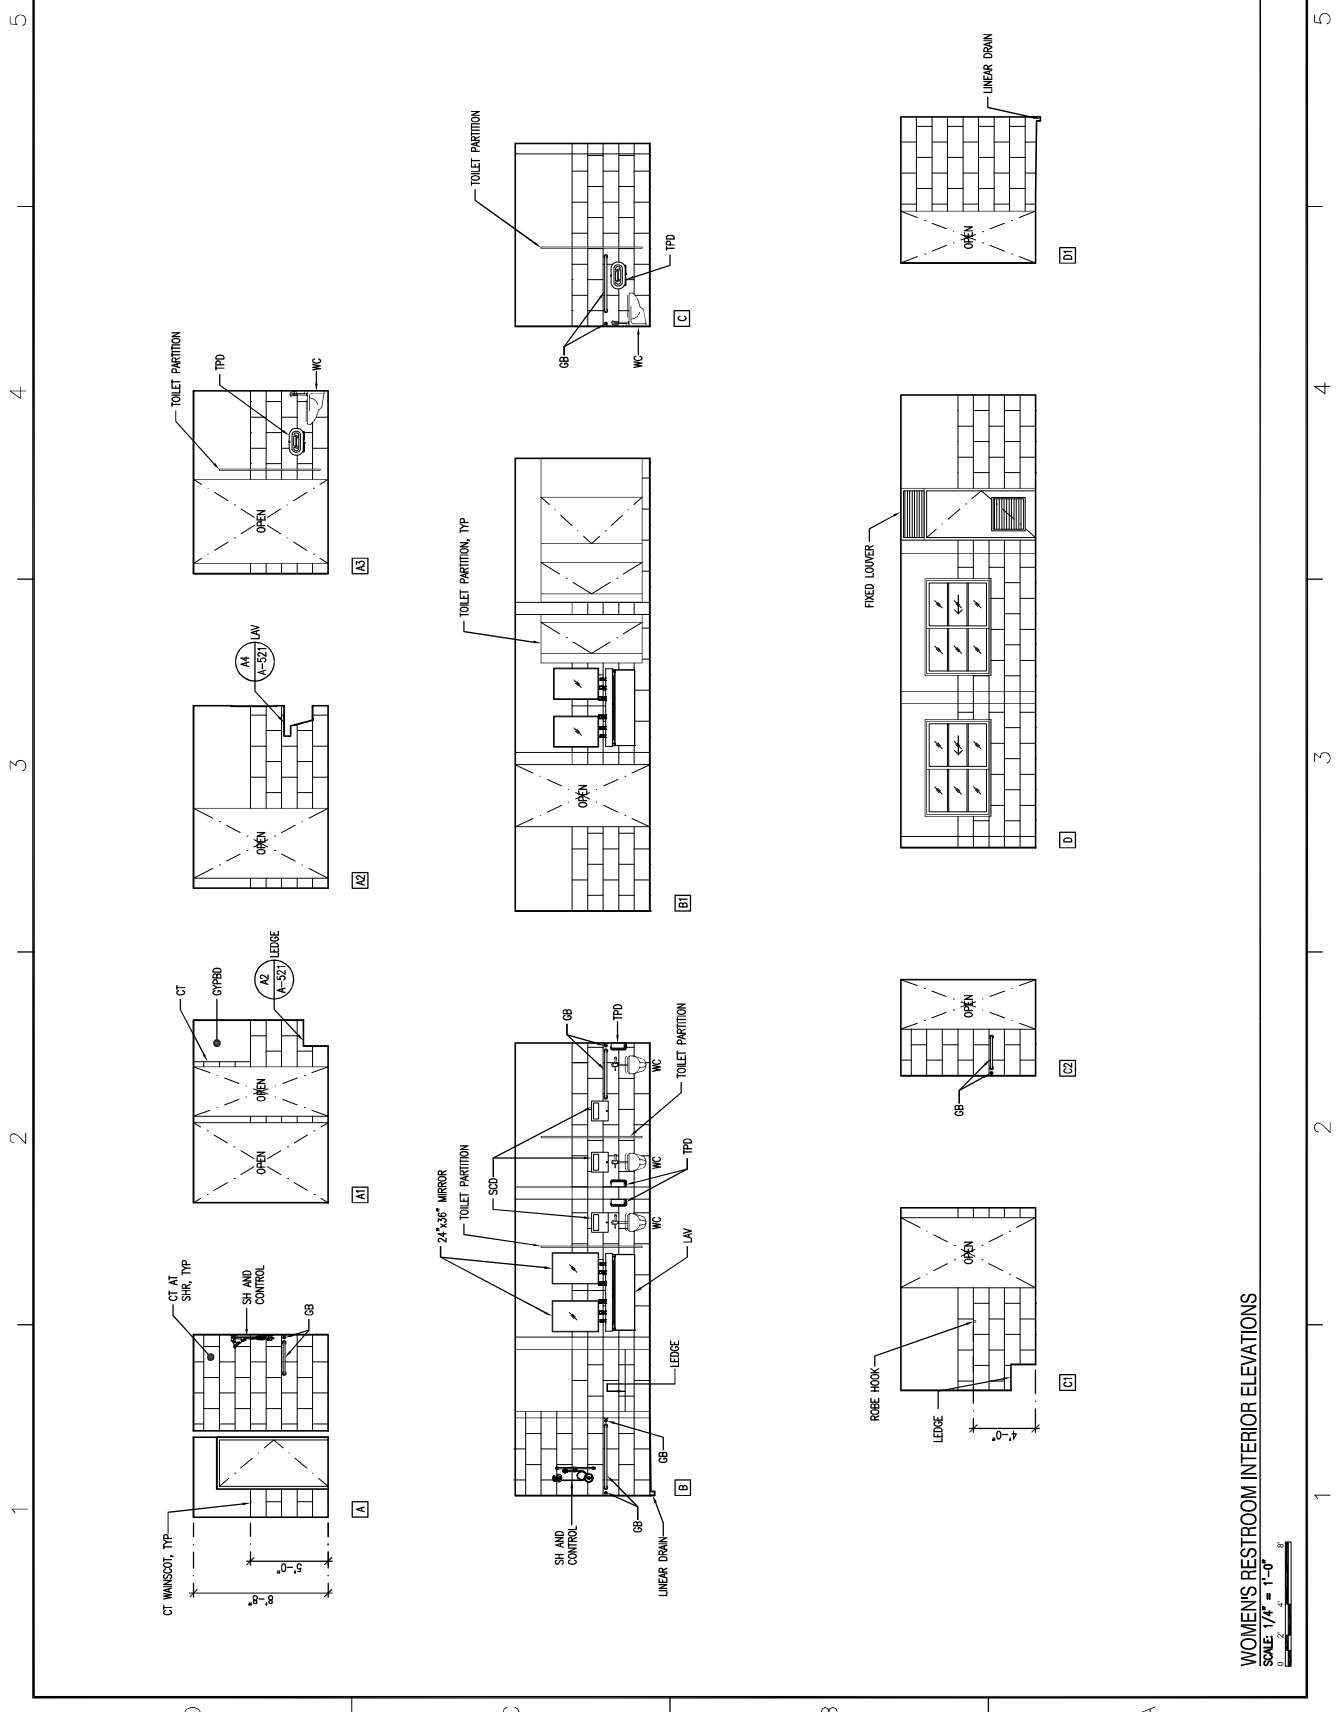 1
2
3
4
5
CT WAINSCOT, TYP
8'-8"
5'-0"
CT AT
SHR, TYP
SH AND
CONTROL
GB
A
OPEN
OPEN
CT
GYPBD
A2
A-521
LEDGE
A1
OPEN
A4
A-521
LAV
A2
OPEN
TOILET PARTITION
TPD
WC
A3
SH AND
CONTROL
LINEAR DRAIN
GB
GB
LEDGE
24"x36" MIRROR
TOILET PARTITION
SCD
LAV
WC
WC
TPD
GB
TPD
WC
TOILET PARTITION
B
OPEN
TOILET PARTITION, TYP
B1
GB
WC
TOILET PARTITION
TPD
C
ROBE HOOK
LEDGE
4'-0"
OPEN
C1
GB
OPEN
C2
FIXED LOUVER
D
OPEN
LINEAR DRAIN
D1
WOMEN'S RESTROOM INTERIOR ELEVATIONS
SCALE: 1/4" = 1'-0"
0 2' 4' 8'
1
2
3
4
5